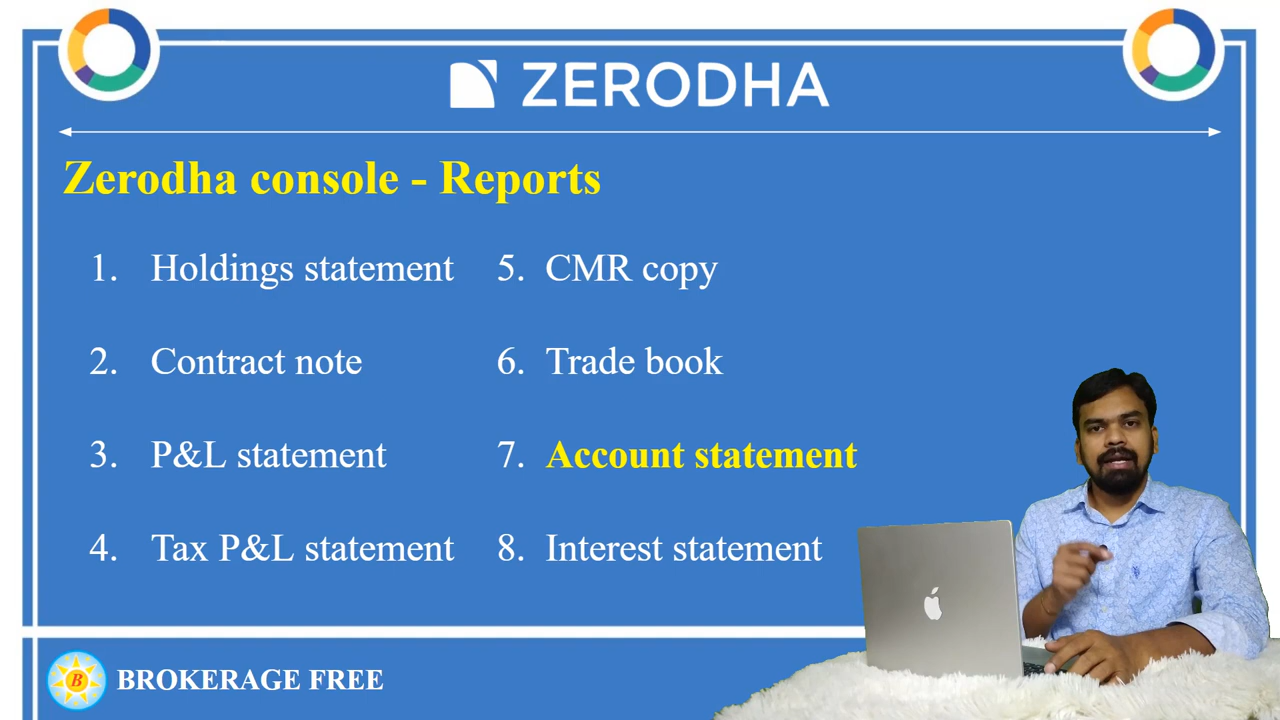 ZERODHA
Zerodha console - Reports
1. Holdings statement
2. Contract note
3. P&L statement
4. Tax P&L statement
5. CMR copy
6. Trade book
7. Account statement
8. Interest statement
B BROKERAGE FREE